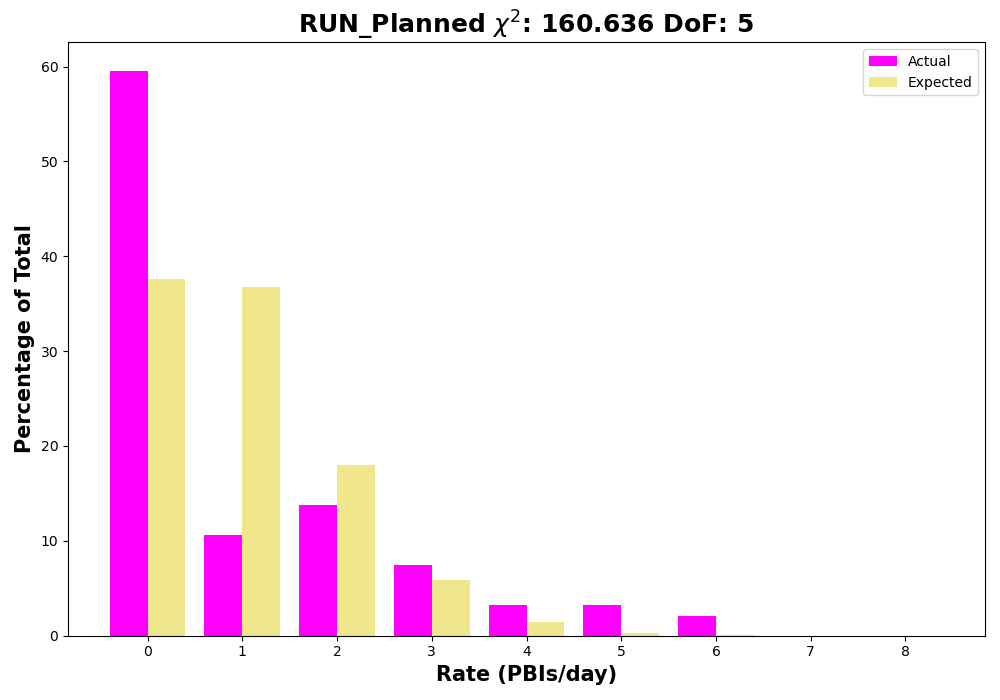 RUN_Planned χ²: 160.636 DoF: 5
Actual
Expected
Percentage of Total
60
50
40
30
20
10
0
0 1 2 3 4 5 6 7 8
Rate (PBIs/day)